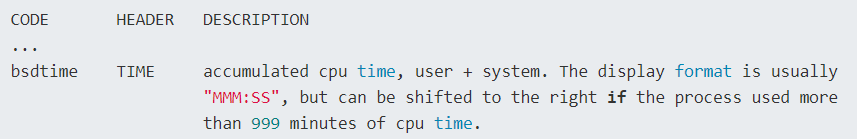 CODE HEADER DESCRIPTION
...
bsdtime TIME accumulated cpu time, user + system. The display format is usually
"MMM:SS", but can be shifted to the right if the process used more
than 999 minutes of cpu time.